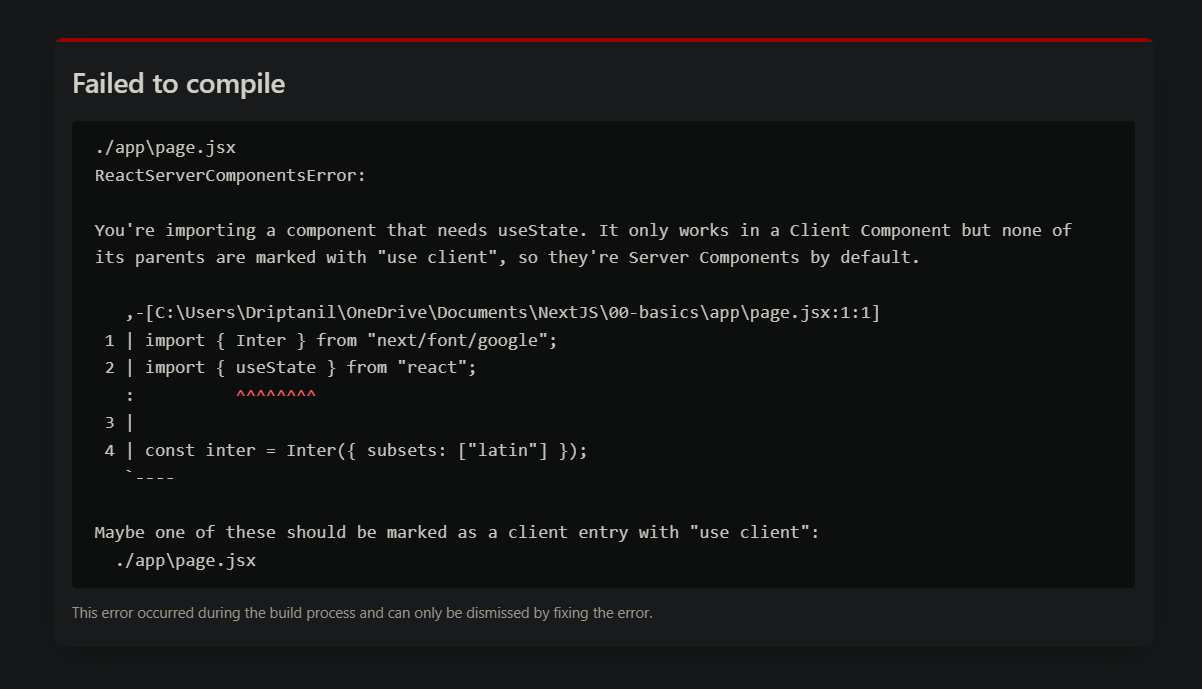 Failed to compile
./app\page.jsx
ReactServerComponentsError:
You're importing a component that needs useState. It only works in a Client Component but none of
its parents are marked with "use client", so they're Server Components by default.
,-[C:\Users\Driptanil\OneDrive\Documents\NextJS\00-basics\app\page.jsx:1:1]
1 | import { Inter } from "next/font/google";
2 | import { useState } from "react";
: ^^^^^^^^
3 |
4 | const inter = Inter({ subsets: ["latin"] });
`----
Maybe one of these should be marked as a client entry with "use client":
./app\page.jsx
This error occurred during the build process and can only be dismissed by fixing the error.